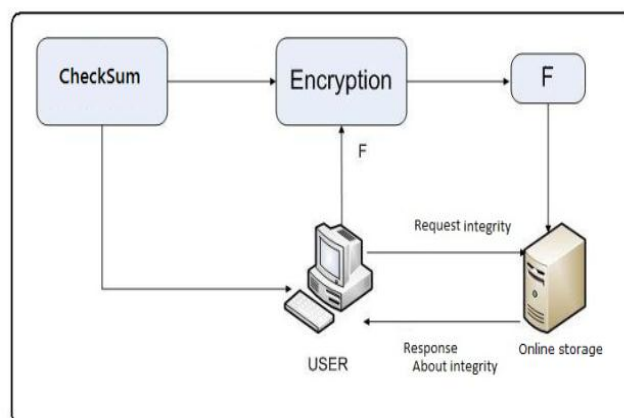 CheckSum
Encryption
F
F
Request integrity
Response
About integrity
Online storage
USER